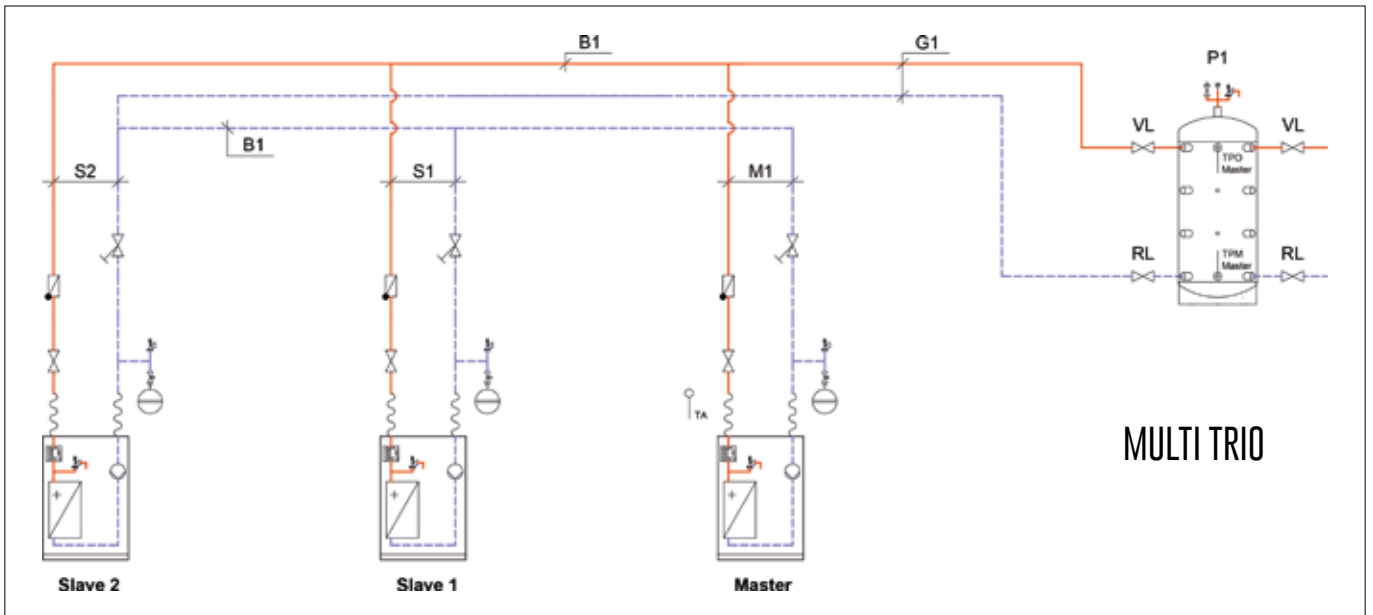 B1
G1
P1
VL
VL
TPO
Master
B1
S2
S1
M1
RL
TPM
Master
RL
TA
MULTI TRIO
Slave 2
Slave 1
Master